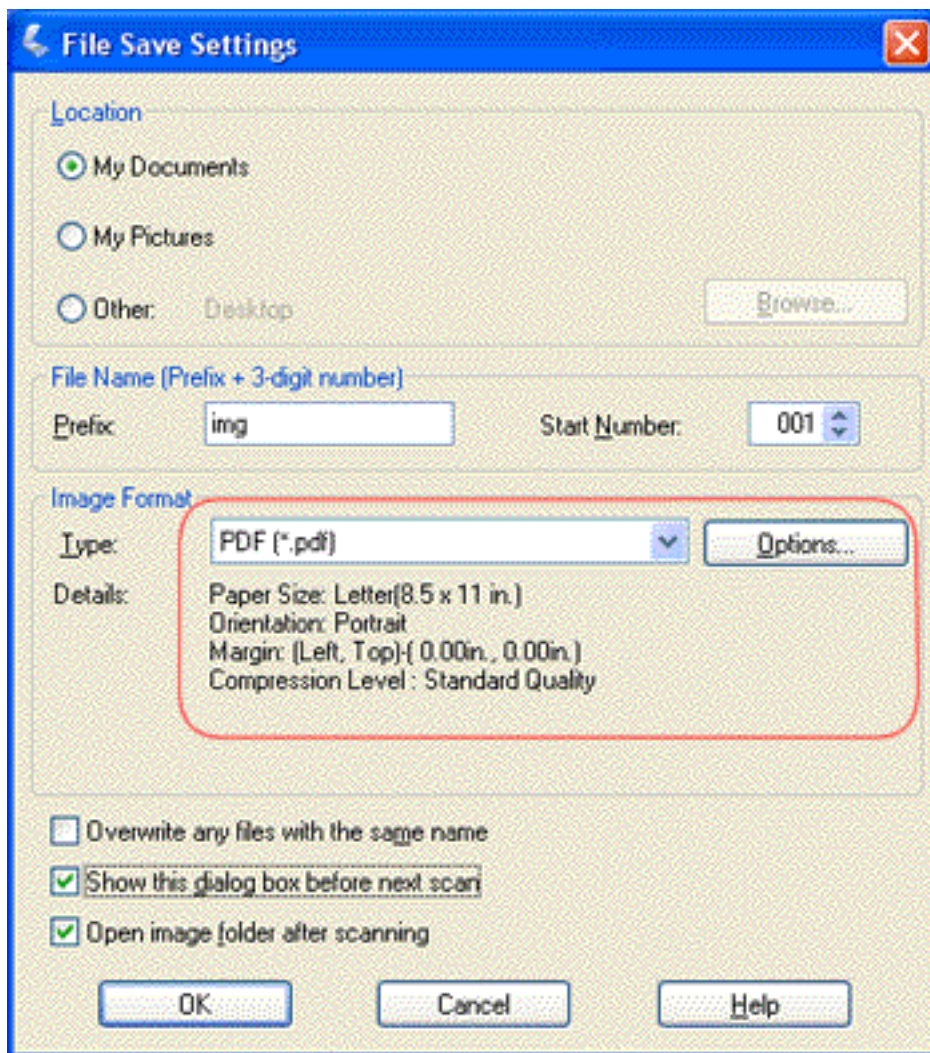 File Save Settings
Location
My Documents
My Pictures
Other: Desktop Browse...
File Name (Prefix + 3-digit number)
Prefix: img Start Number: 001
Image Format
Type: PDF (*.pdf) Options...
Details: Paper Size: Letter(8.5 x 11 in.)
Orientation: Portrait
Margin: (Left, Top)-( 0.00in., 0.00in.)
Compression Level : Standard Quality
Overwrite any files with the same name
Show this dialog box before next scan
Open image folder after scanning
OK Cancel Help